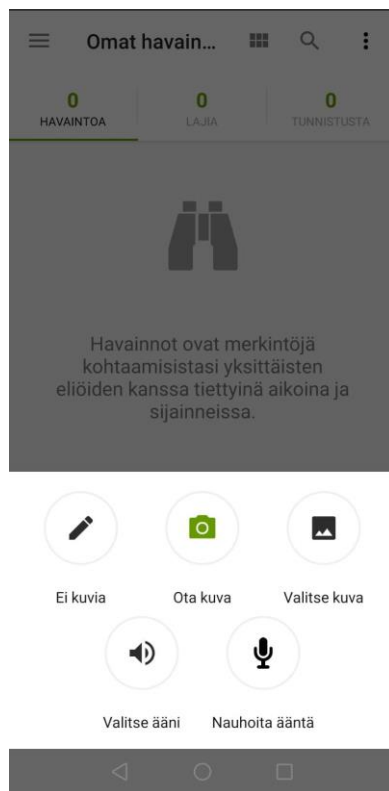 Omat havain...
0 0 0
HAVAINTOA LAJIA TUNNISTUSTA
Havainnot ovat merkintöjä
kohtaamisistasi yksittäisten
eliöiden kanssa tiettyinä aikoina ja
sijainneissa.
Ei kuvia Ota kuva Valitse kuva
Valitse ääni Nauhoita ääntä